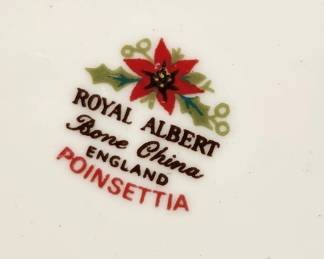 ROYAL ALBERT
Bone China
ENGLAND
POINSETTIA